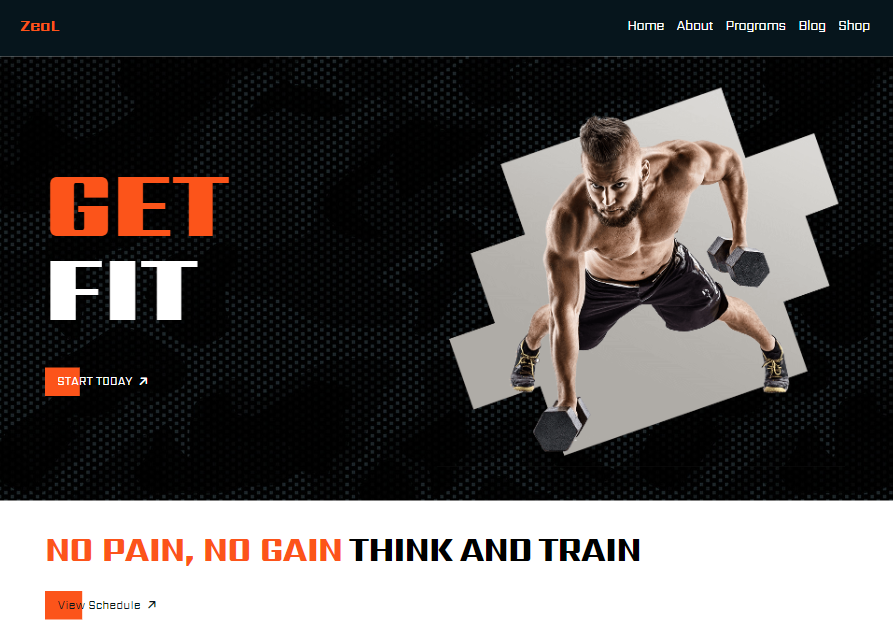 ZeoL
Home About Programs Blog Shop
GET
FIT
START TODAY
NO PAIN, NO GAIN THINK AND TRAIN
View Schedule